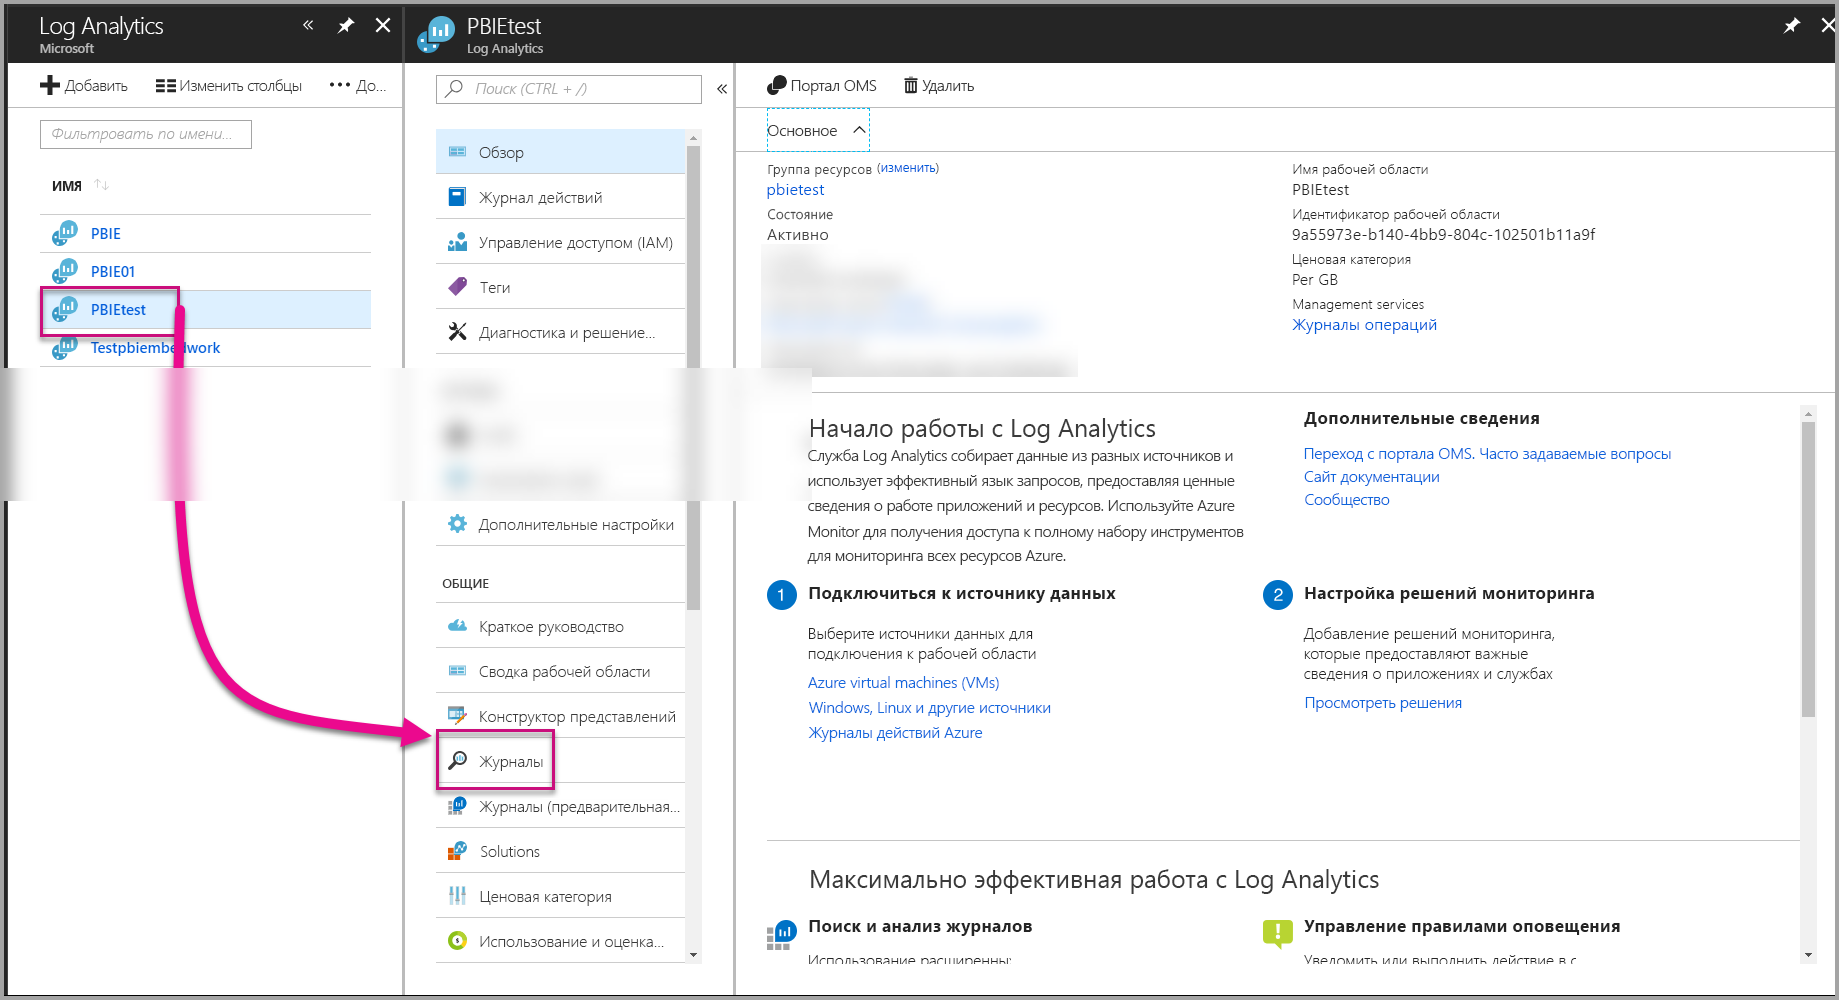 Log Analytics
Microsoft
Добавить
Изменить столбцы
До...
Фильтровать по имени...
ИМЯ
PBIE
PBIE01
PBIEtest
Testpbiembedwork
PBIEtest
Log Analytics
Поиск (CTRL + /)
Обзор
Журнал действий
Управление доступом (IAM)
Теги
Диагностика и решение...
Дополнительные настройки
ОБЩИЕ
Краткое руководство
Сводка рабочей области
Конструктор представлений
Журналы
Журналы (предварительная...
Solutions
Ценовая категория
Использование и оценка...
Портал OMS
Удалить
Основное
Группа ресурсов (изменить)
pbietest
Состояние
Активно
Имя рабочей области
PBIEtest
Идентификатор рабочей области
9a55973e-b140-4bb9-804c-102501b11a9f
Ценовая категория
Per GB
Management services
Журналы операций
Начало работы с Log Analytics
Служба Log Analytics собирает данные из разных источников и
использует эффективный язык запросов, предоставляя ценные
сведения о работе приложений и ресурсов. Используйте Azure
Monitor для получения доступа к полному набору инструментов
для мониторинга всех ресурсов Azure.
Дополнительные сведения
Переход с портала OMS. Часто задаваемые вопросы
Сайт документации
Сообщество
1
Подключиться к источнику данных
Выберите источники данных для
подключения к рабочей области
Azure virtual machines (VMs)
Windows, Linux и другие источники
Журналы действий Azure
2
Настройка решений мониторинга
Добавление решений мониторинга,
которые предоставляют важные
сведения о приложениях и службах
Просмотреть решения
Максимально эффективная работа с Log Analytics
Поиск и анализ журналов
Использование расширенны:
Управление правилами оповещения
Уведомить или выполнить действие в с